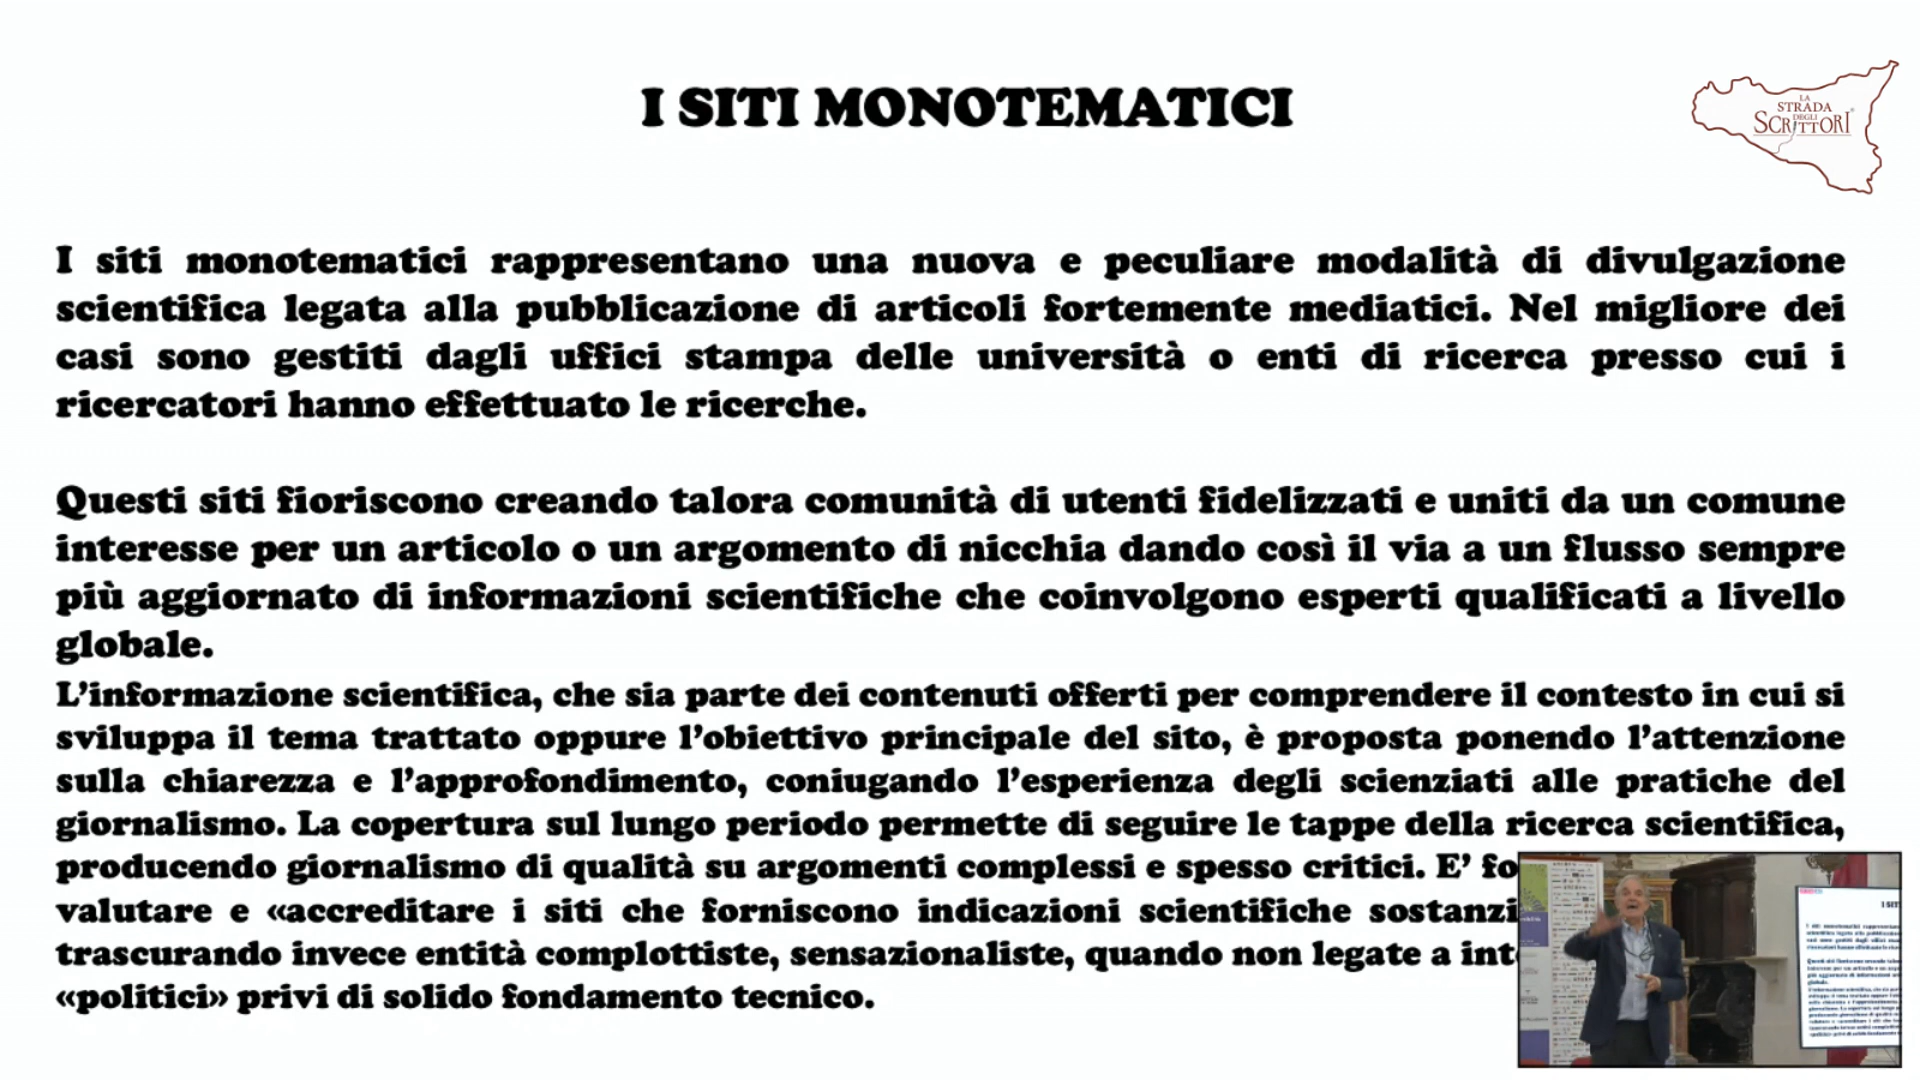 I SITI MONOTEMATICI
LA
STRADA
DEGLI
SCRITTORI
I siti monotematici rappresentano una nuova e peculiare modalità di divulgazione
scientifica legata alla pubblicazione di articoli fortemente mediatici. Nel migliore dei
casi sono gestiti dagli uffici stampa delle università o enti di ricerca presso cui i
ricercatori hanno effettuato le ricerche.
Questi siti fioriscono creando talora comunità di utenti fidelizzati e uniti da un comune
interesse per un articolo o un argomento di nicchia dando così il via a un flusso sempre
più aggiornato di informazioni scientifiche che coinvolgono esperti qualificati a livello
globale.
L’informazione scientifica, che sia parte dei contenuti offerti per comprendere il contesto in cui si
sviluppa il tema trattato oppure l’obiettivo principale del sito, è proposta ponendo l’attenzione
sulla chiarezza e l’approfondimento, coniugando l’esperienza degli scienziati alle pratiche del
giornalismo. La copertura sul lungo periodo permette di seguire le tappe della ricerca scientifica,
producendo giornalismo di qualità su argomenti complessi e spesso critici. E’
valutare e «accreditare i siti che forniscono indicazioni scientifiche
trascurando invece entità complottiste, sensazionaliste, quando non legate a
«politici» privi di solido fondamento tecnico.